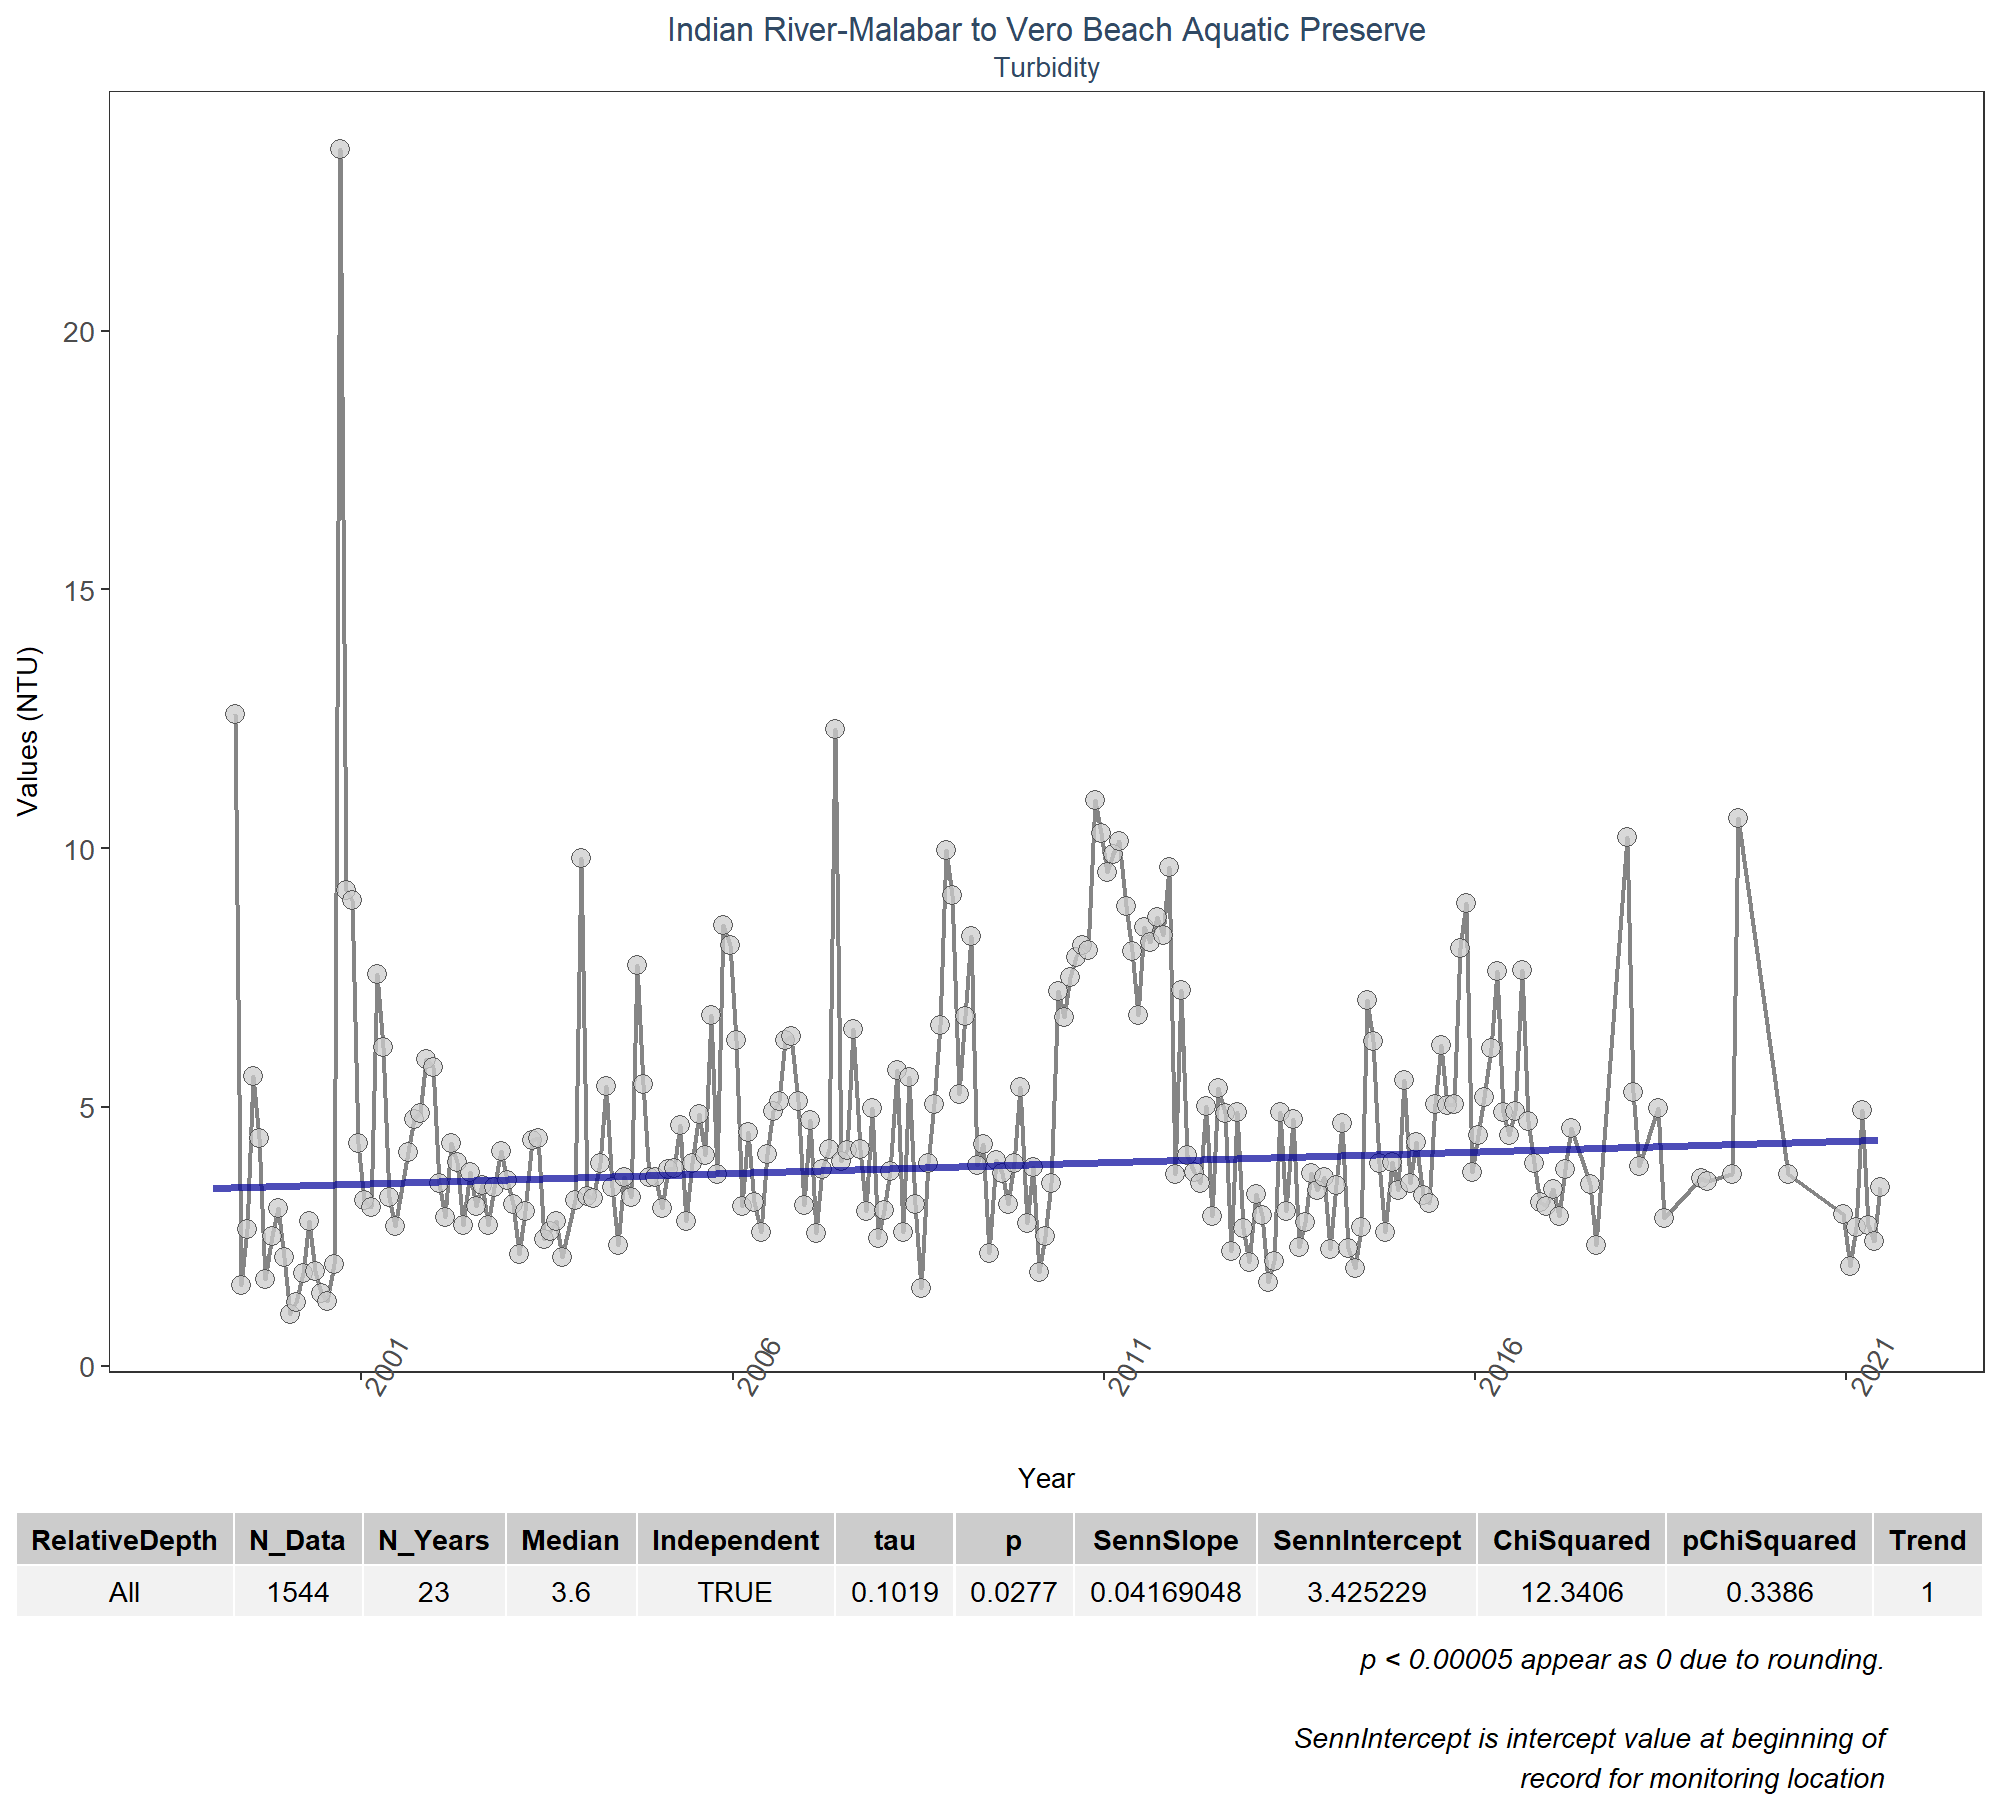 Indian River-Malabar to Vero Beach Aquatic Preserve
Turbidity
Values (NTU)
20
15
10
5
0
2001
2006
2011
2016
2021
Year
RelativeDepth N_Data N_Years Median Independent tau p SennSlope SennIntercept ChiSquared pChiSquared Trend
All 1544 23 3.6 TRUE 0.1019 0.0277 0.04169048 3.425229 12.3406 0.3386 1
p < 0.00005 appear as 0 due to rounding.
SennIntercept is intercept value at beginning of
record for monitoring location